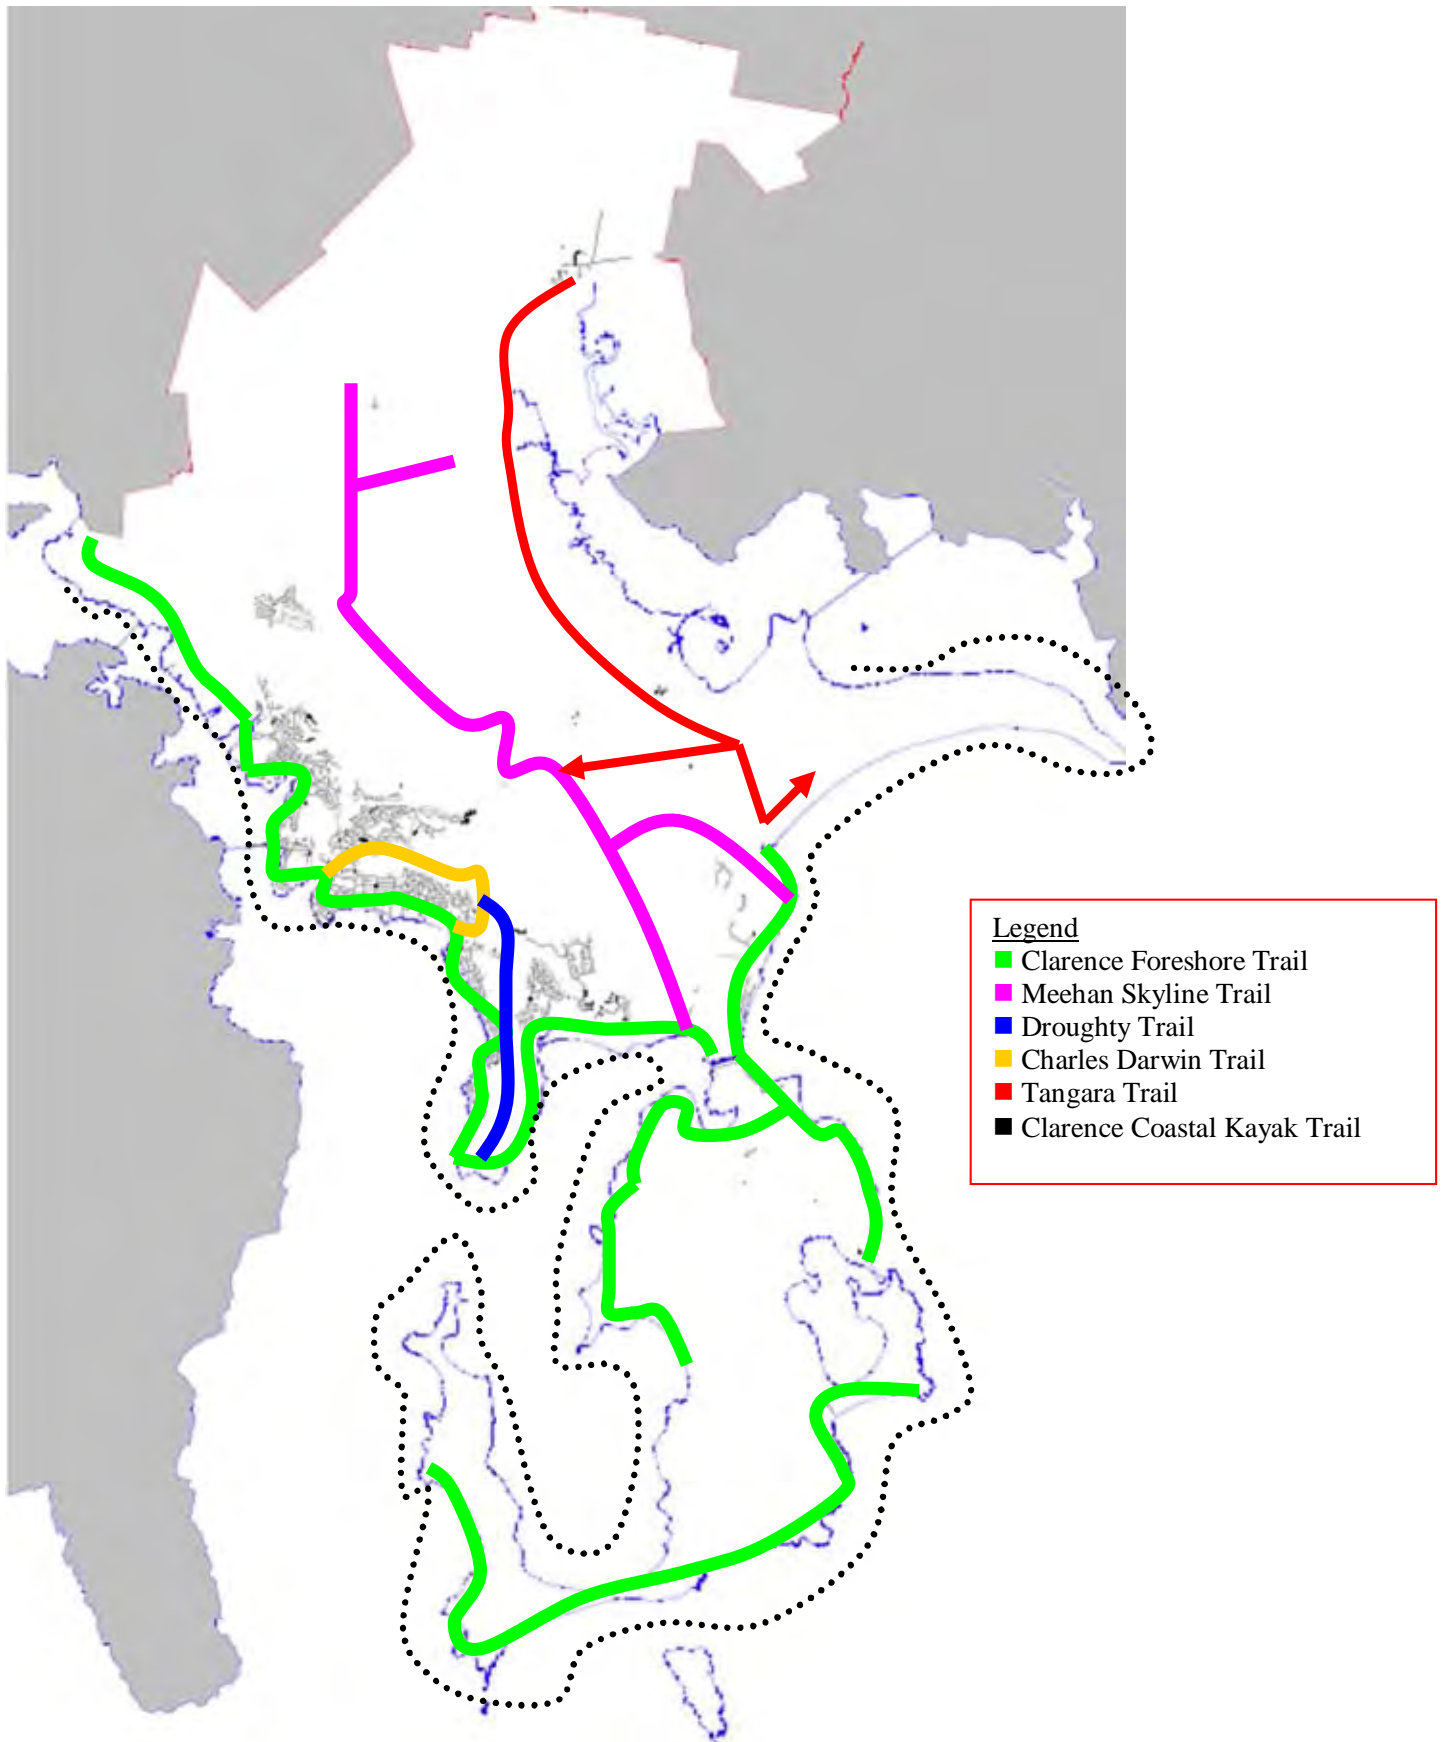 Legend
Clarence Foreshore Trail
Meehan Skyline Trail
Droughty Trail
Charles Darwin Trail
Tangara Trail
Clarence Coastal Kayak Trail